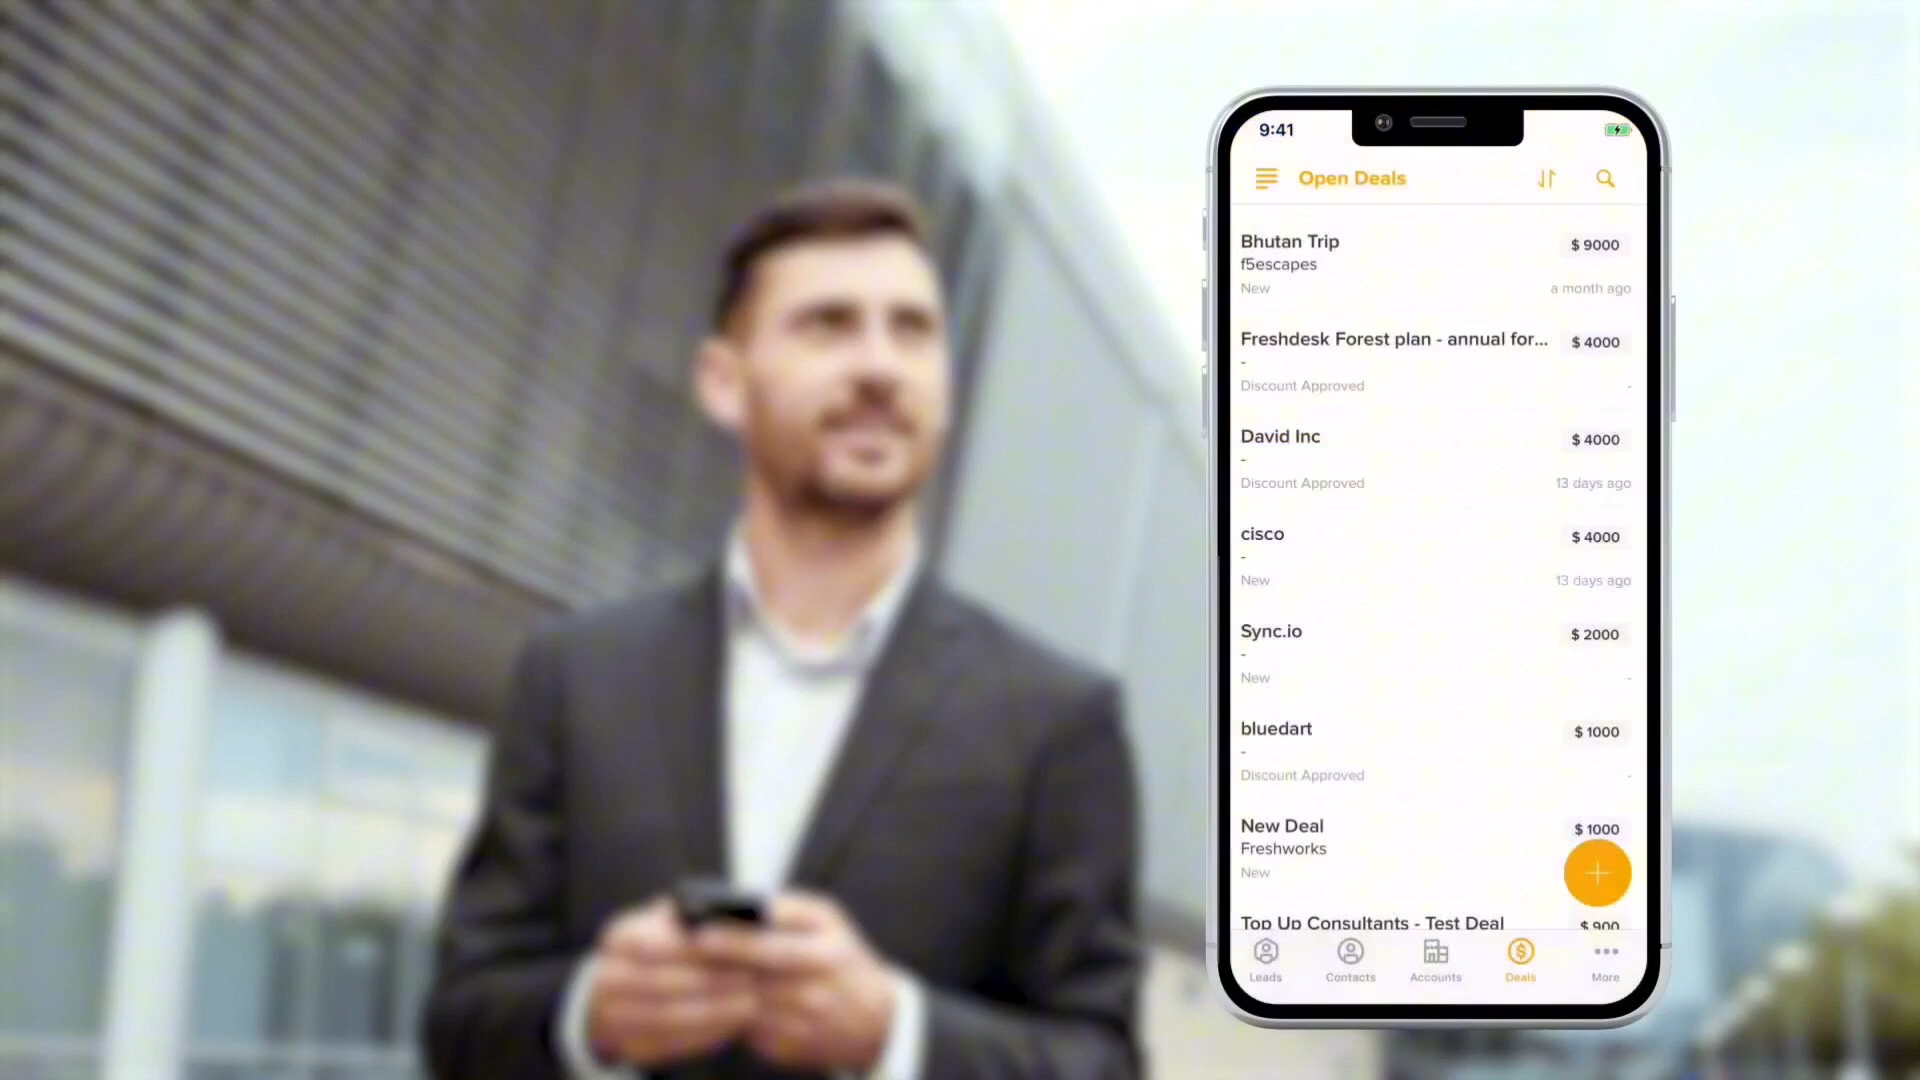 9:41
Open Deals
Bhutan Trip
$ 9000
f5escapes
New
a month ago
Freshdesk Forest plan - annual for...
$ 4000
-
Discount Approved
-
David Inc
$ 4000
-
Discount Approved
13 days ago
cisco
$ 4000
-
New
13 days ago
Sync.io
$ 2000
-
New
-
bluedart
$ 1000
-
Discount Approved
-
New Deal
$ 1000
Freshworks
New
Top Up Consultants - Test Deal
$ 900
Leads
Contacts
Accounts
Deals
More